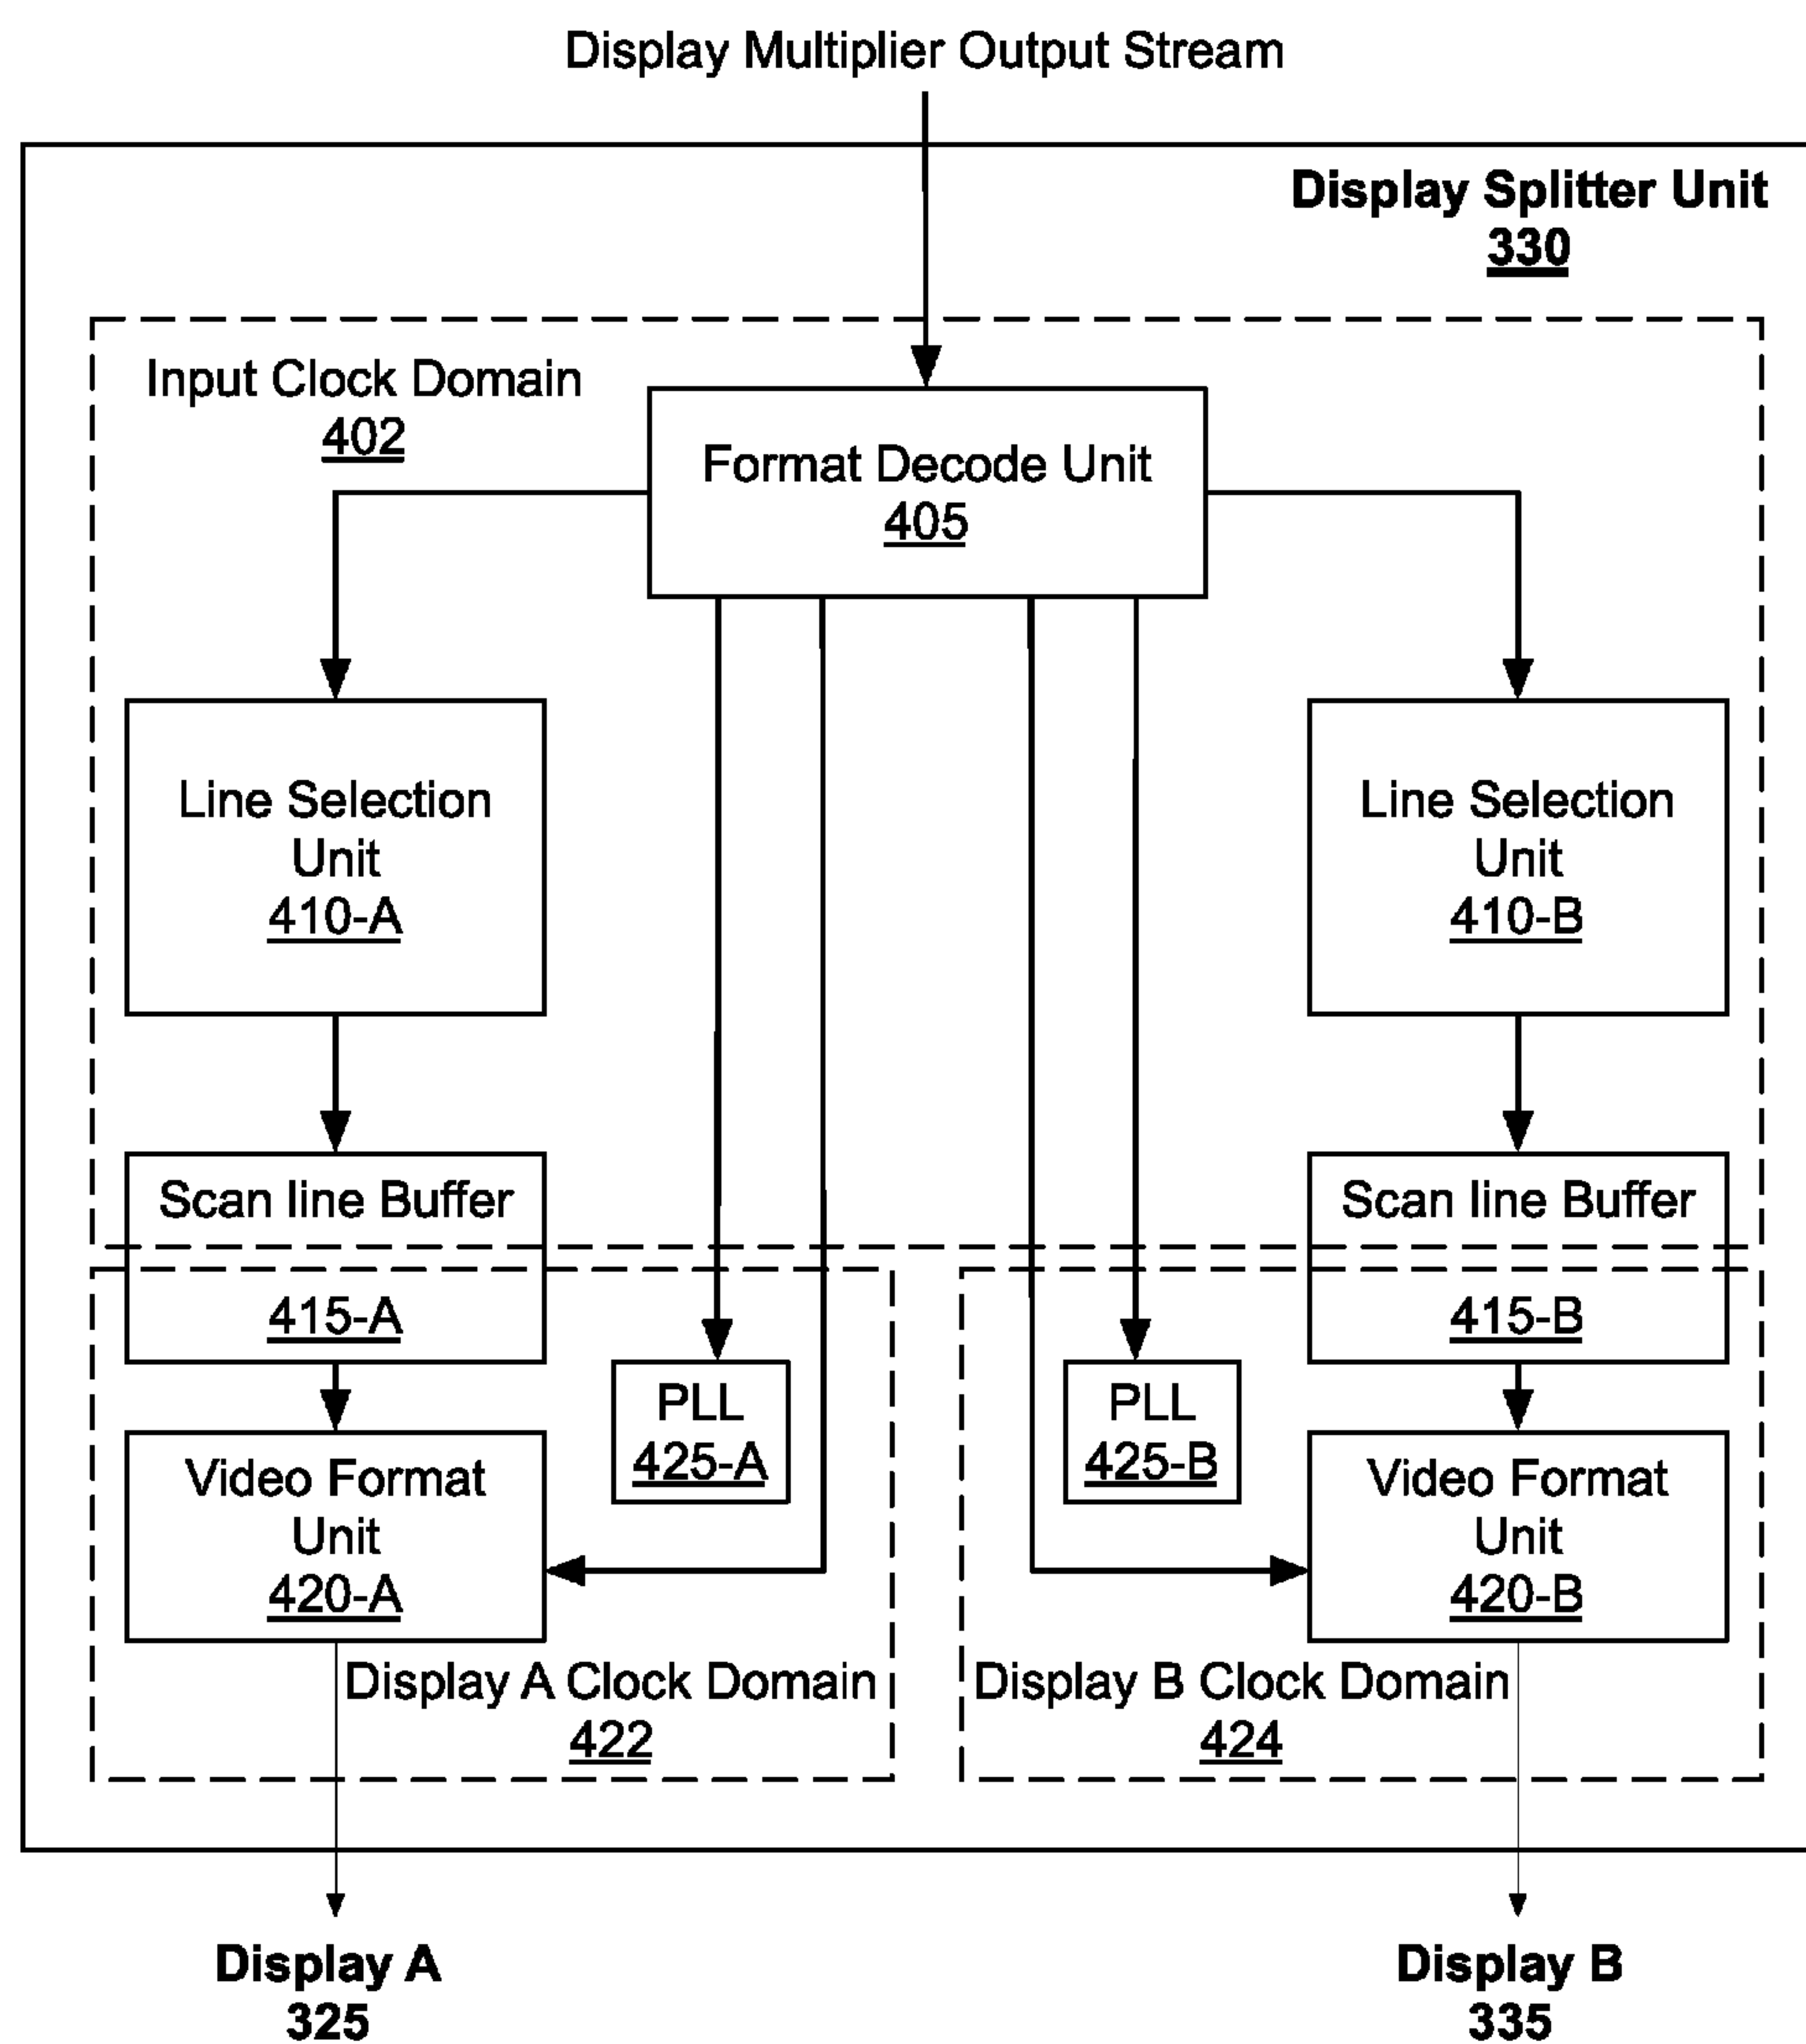 Display Multiplier Output Stream
Display Splitter Unit
330
Input Clock Domain
402
Format Decode Unit
405
Line Selection
Unit
410-A
Line Selection
Unit
410-B
Scan line Buffer
415-A
Scan line Buffer
415-B
PLL
425-A
PLL
425-B
Video Format
Unit
420-A
Video Format
Unit
420-B
Display A Clock Domain
422
Display B Clock Domain
424
Display A
325
Display B
335